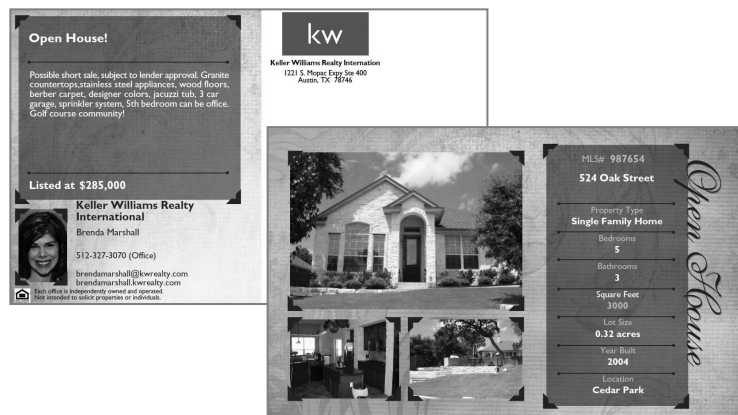 Open House!
Possible short sale, subject to lender approval. Granite
countertops,stainless steel appliances, wood floors,
berber carpet, designer colors, jacuzzi tub, 3 car
garage, sprinkler system, 5th bedroom can be office.
Golf course community!
Listed at $285,000
Keller Williams Realty
International
Brenda Marshall
512-327-3070 (Office)
brendamarshall@kwrealty.com
brendamarshall.kwrealty.com
Each office is independently owned and operated.
Not intended to solicit properties or individuals.
kw
Keller Williams Realty Internation
1221 S. Mopac Expy Ste 400
Austin, TX 78746
MLS# 987654
524 Oak Street
Property Type
Single Family Home
Bedrooms
5
Bathrooms
3
Square Feet
3000
Lot Size
0.32 acres
Year Built
2004
Location
Cedar Park
Open House